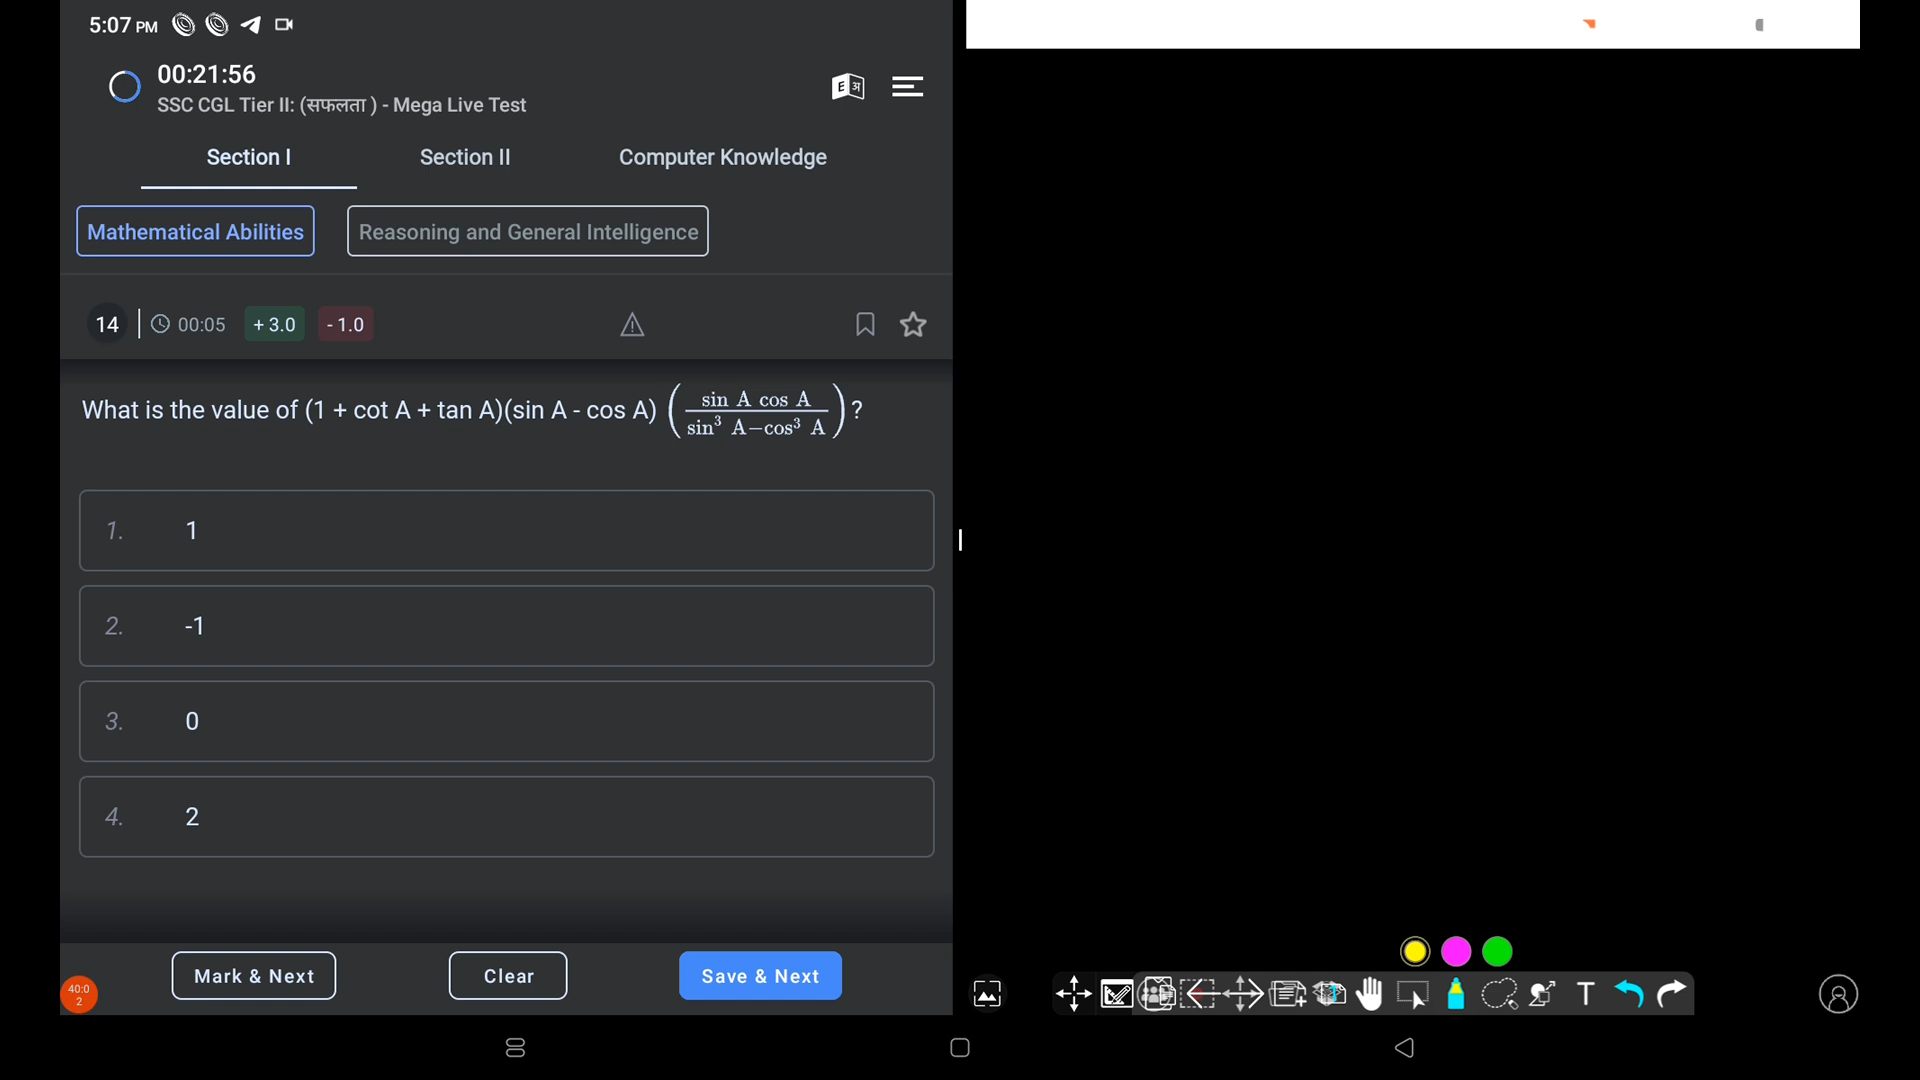 5:07 PM
00:21:56
SSC CGL Tier II: (सफलता ) - Mega Live Test
E अ
Section I Section II Computer Knowledge
Mathematical Abilities Reasoning and General Intelligence
14 00:05 + 3.0 - 1.0
What is the value of (1 + cot A + tan A)(sin A - cos A) (sin A cos A / sin³ A−cos³ A)?
1. 1
2. -1
3. 0
4. 2
Mark & Next Clear Save & Next
40:0
2
T